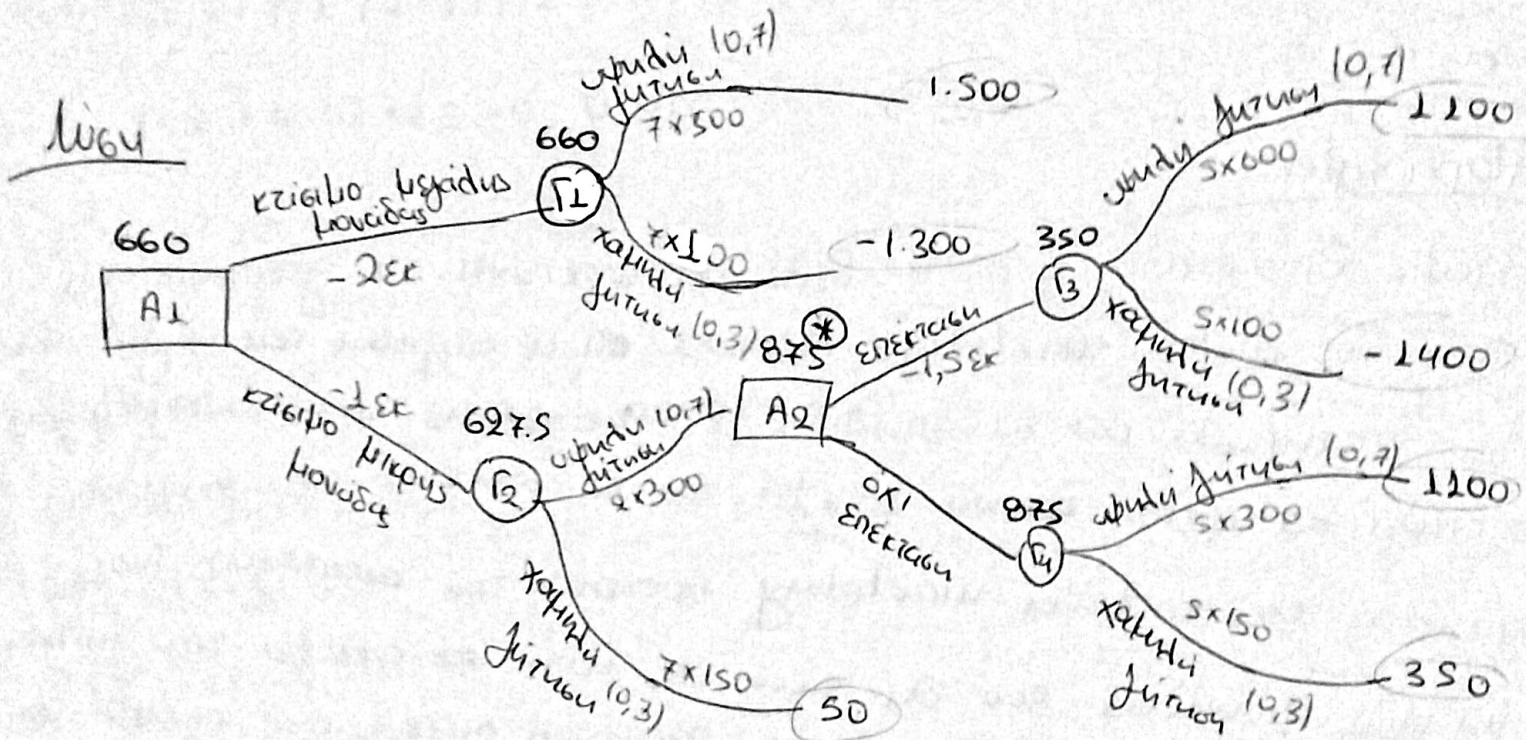 Λύση
660
Α1
κτίσιμο μεγάλης
μονάδας
- 2εκ
660
Γ1
υψηλή (0,7)
ζήτηση
7x500
1.500
7x100
χαμηλή
ζήτηση (0,3)
-1.300
-1εκ
κτίσιμο μικρής
μονάδας
627.5
Γ2
υψηλή (0,7)
ζήτηση
2x300
χαμηλή
ζήτηση (0,3)
7x150
50
*
875
Α2
επέκταση
-1,5εκ
350
Γ3
υψηλή ζήτηση (0,7)
5x600
1100
5x100
χαμηλή
ζήτηση (0,3)
-1400
οχι
επέκταση
875
Γ4
υψηλή ζήτηση (0,7)
5x300
1100
5x150
χαμηλή
ζήτηση (0,3)
350